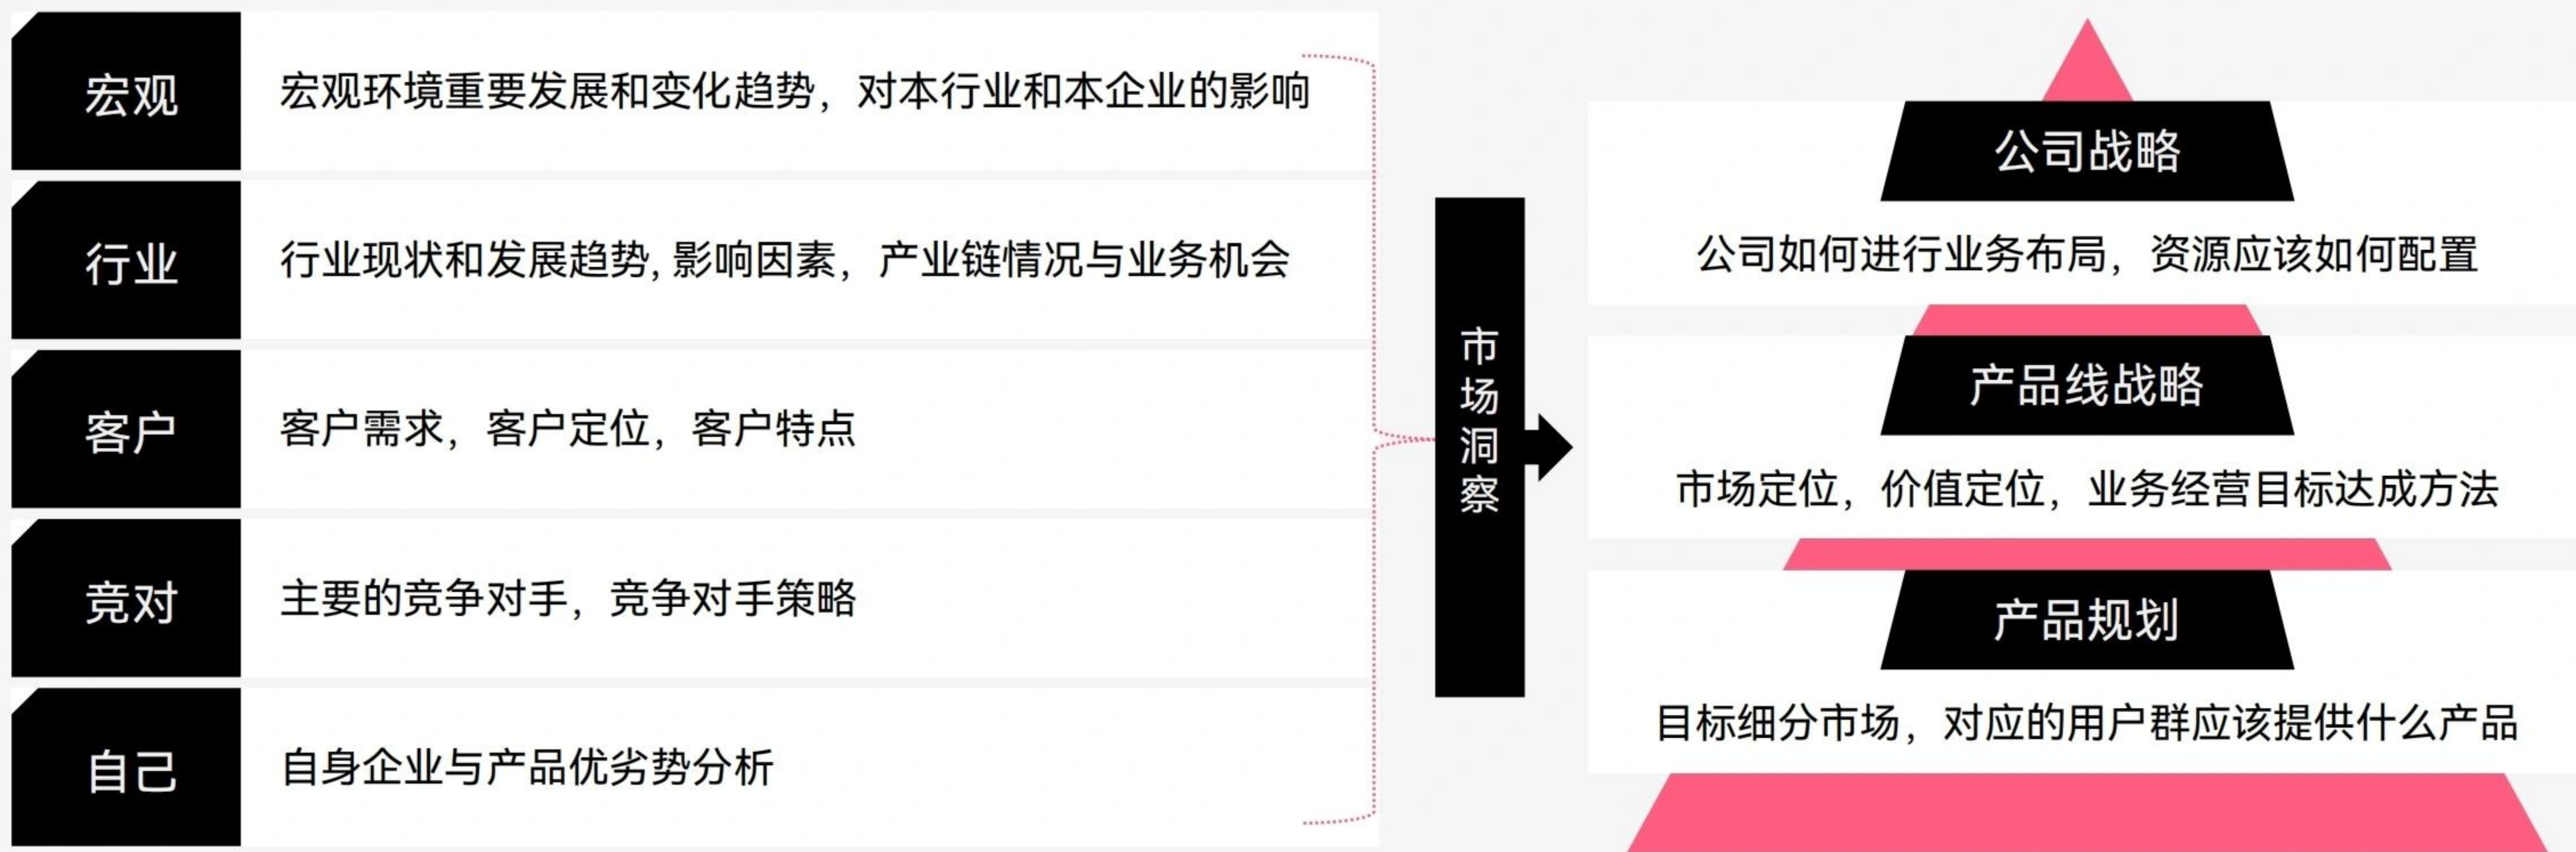 宏观
宏观环境重要发展和变化趋势，对本行业和本企业的影响
行业
行业现状和发展趋势, 影响因素，产业链情况与业务机会
客户
客户需求，客户定位，客户特点
竞对
主要的竞争对手，竞争对手策略
自己
自身企业与产品优劣势分析
市场洞察
公司战略
公司如何进行业务布局，资源应该如何配置
产品线战略
市场定位，价值定位，业务经营目标达成方法
产品规划
目标细分市场，对应的用户群应该提供什么产品